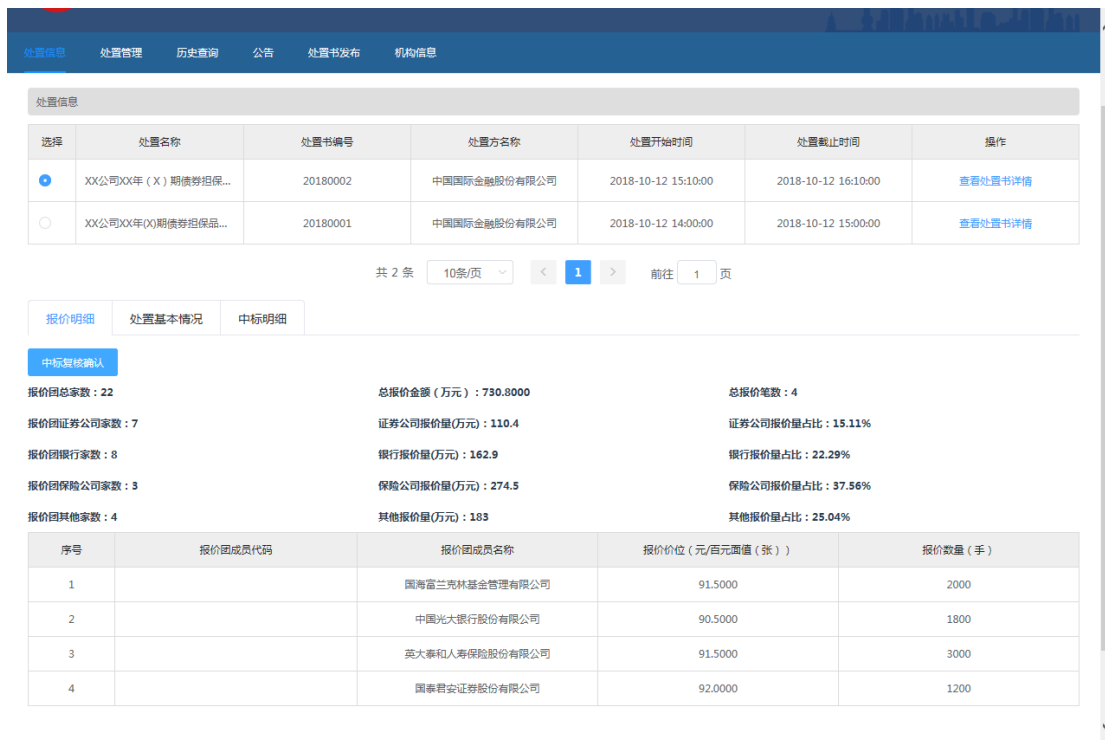 处置信息 处置管理 历史查询 公告 处置书发布 机构信息
处置信息
选择 处置名称 处置书编号 处置方名称 处置开始时间 处置截止时间 操作
XX公司XX年（X）期债券担保... 20180002 中国国际金融股份有限公司 2018-10-12 15:10:00 2018-10-12 16:10:00 查看处置书详情
XX公司XX年(X)期债券担保品... 20180001 中国国际金融股份有限公司 2018-10-12 14:00:00 2018-10-12 15:00:00 查看处置书详情
共 2 条 10条/页 1 前往 1 页
报价明细 处置基本情况 中标明细
中标复核确认
报价团总家数：22 总报价金额（万元）：730.8000 总报价笔数：4
报价团证券公司家数：7 证券公司报价量(万元)：110.4 证券公司报价量占比：15.11%
报价团银行家数：8 银行报价量(万元)：162.9 银行报价量占比：22.29%
报价团保险公司家数：3 保险公司报价量(万元)：274.5 保险公司报价量占比：37.56%
报价团其他家数：4 其他报价量(万元)：183 其他报价量占比：25.04%
序号 报价团成员代码 报价团成员名称 报价价位（元/百元面值（张）） 报价数量（手）
1 国海富兰克林基金管理有限公司 91.5000 2000
2 中国光大银行股份有限公司 90.5000 1800
3 英大泰和人寿保险股份有限公司 91.5000 3000
4 国泰君安证券股份有限公司 92.0000 1200